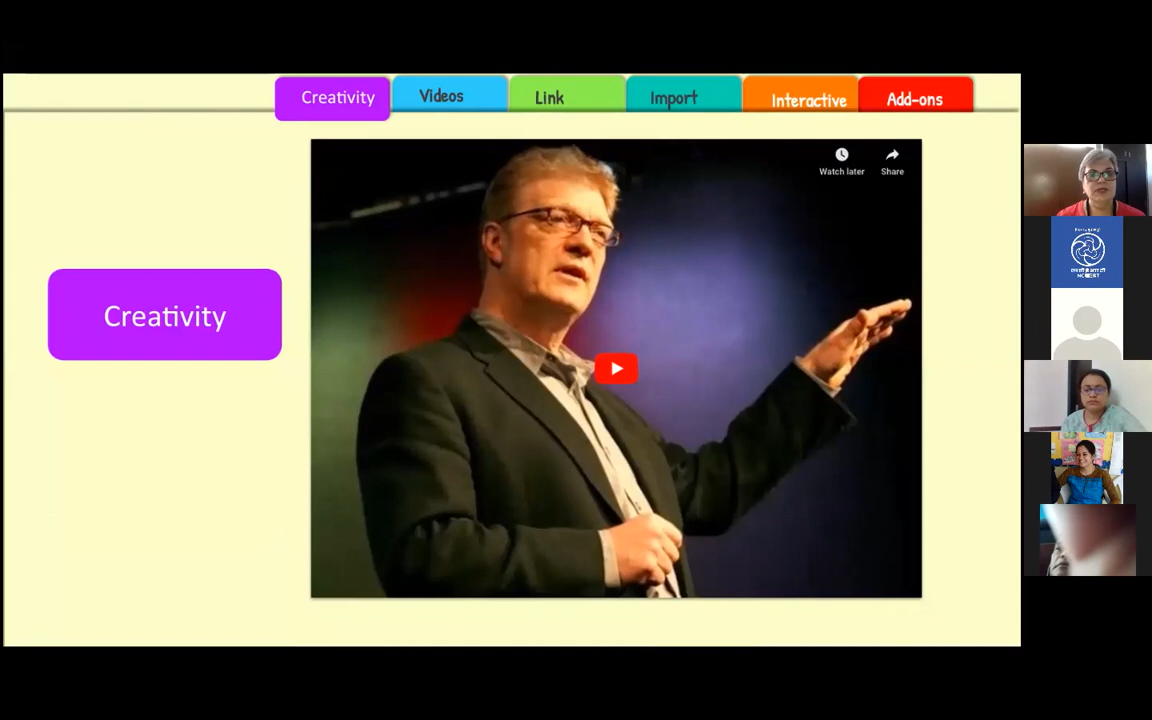 Creativity
Videos
Link
Import
Interactive
Add-ons
Watch later
Share
Creativity